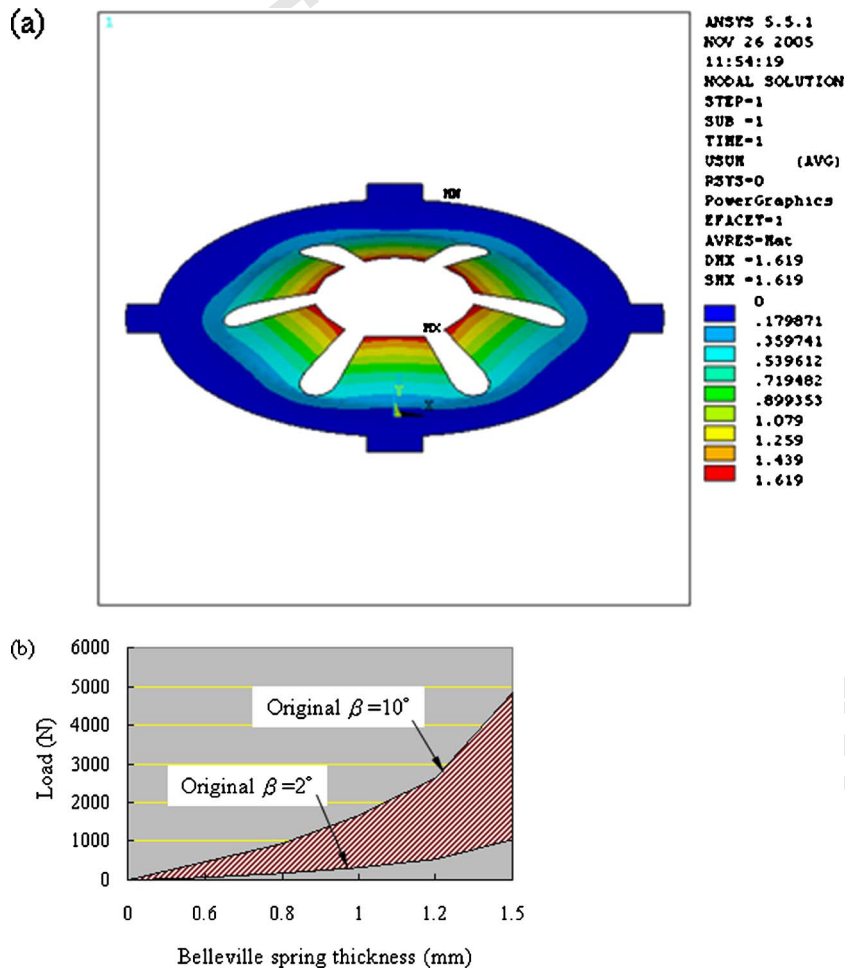 (a)
1
ANSYS 5.5.1
NOV 26 2005
11:54:19
NODAL SOLUTION
STEP=1
SUB =1
TIME=1
USUM (AVG)
RSYS=0
PowerGraphics
EFACET=1
AVRES=Mat
DMX =1.619
SMX =1.619
0
.179871
.359741
.539612
.719482
.899353
1.079
1.259
1.439
1.619
MN
MX
Y
X
(b)
6000
5000
4000
3000
2000
1000
0
Load (N)
Original β=10°
Original β=2°
0 0.6 0.8 1 1.2 1.5
Belleville spring thickness (mm)